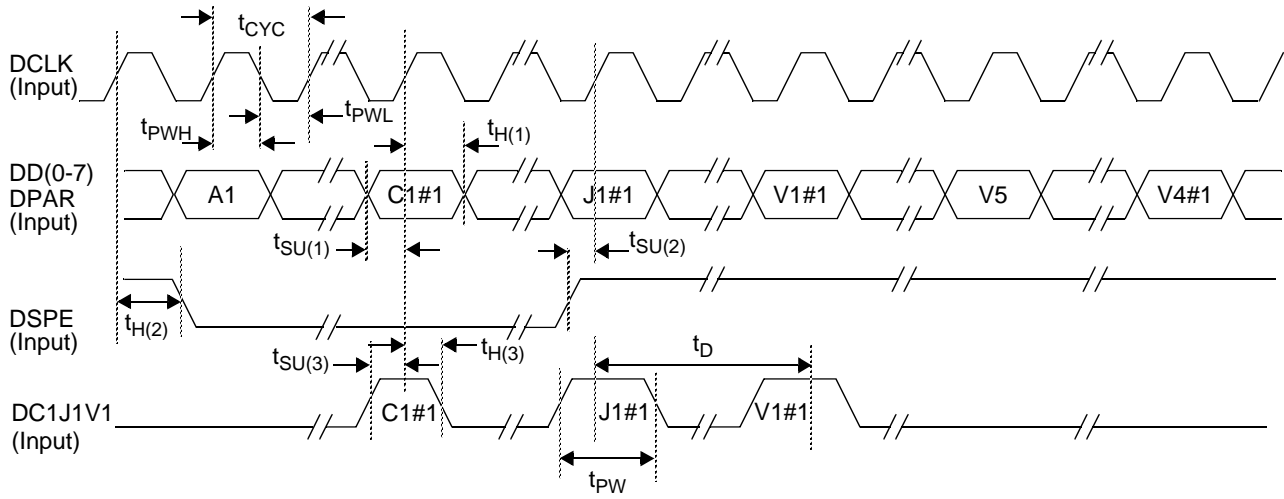 tCYC
DCLK
(Input)
tPWH
tPWL
tH(1)
DD(0-7)
DPAR
(Input)
A1
C1#1
J1#1
V1#1
V5
V4#1
tSU(1)
tSU(2)
DSPE
(Input)
tH(2)
tSU(3)
tH(3)
tD
DC1J1V1
(Input)
C1#1
J1#1
V1#1
tPW